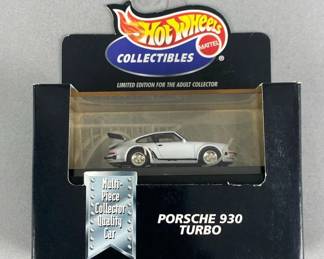 Hot Wheels
MATTEL
COLLECTIBLES
LIMITED EDITION FOR THE ADULT COLLECTOR
Multi-
Piece
Collector
Quality
Car
PORSCHE 930
TURBO